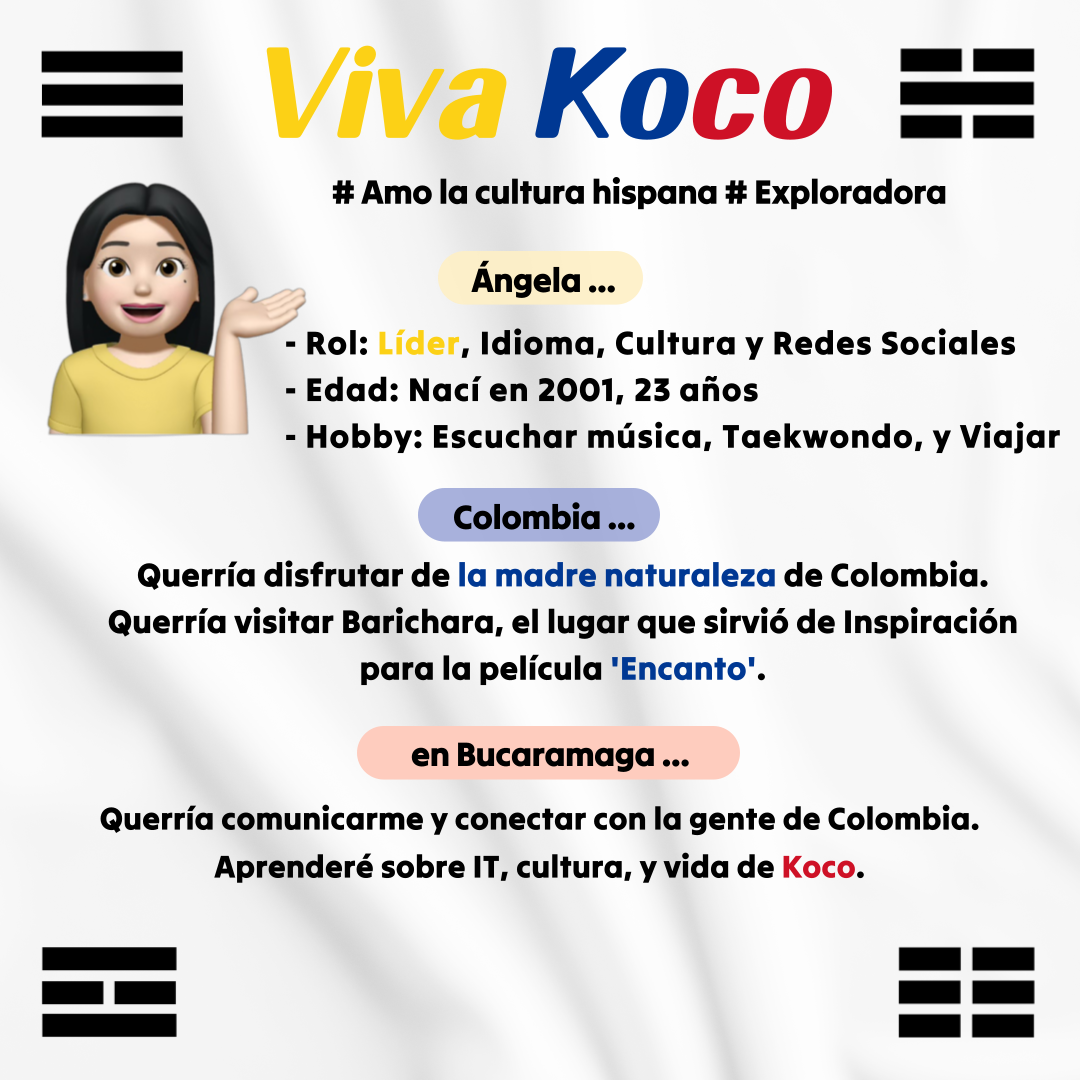 Viva Koco
# Amo la cultura hispana # Exploradora
Ángela ...
- Rol: Líder, Idioma, Cultura y Redes Sociales
- Edad: Nací en 2001, 23 años
- Hobby: Escuchar música, Taekwondo, y Viajar
Colombia ...
Querría disfrutar de la madre naturaleza de Colombia.
Querría visitar Barichara, el lugar que sirvió de Inspiración
para la película 'Encanto'.
en Bucaramaga ...
Querría comunicarme y conectar con la gente de Colombia.
Aprenderé sobre IT, cultura, y vida de Koco.